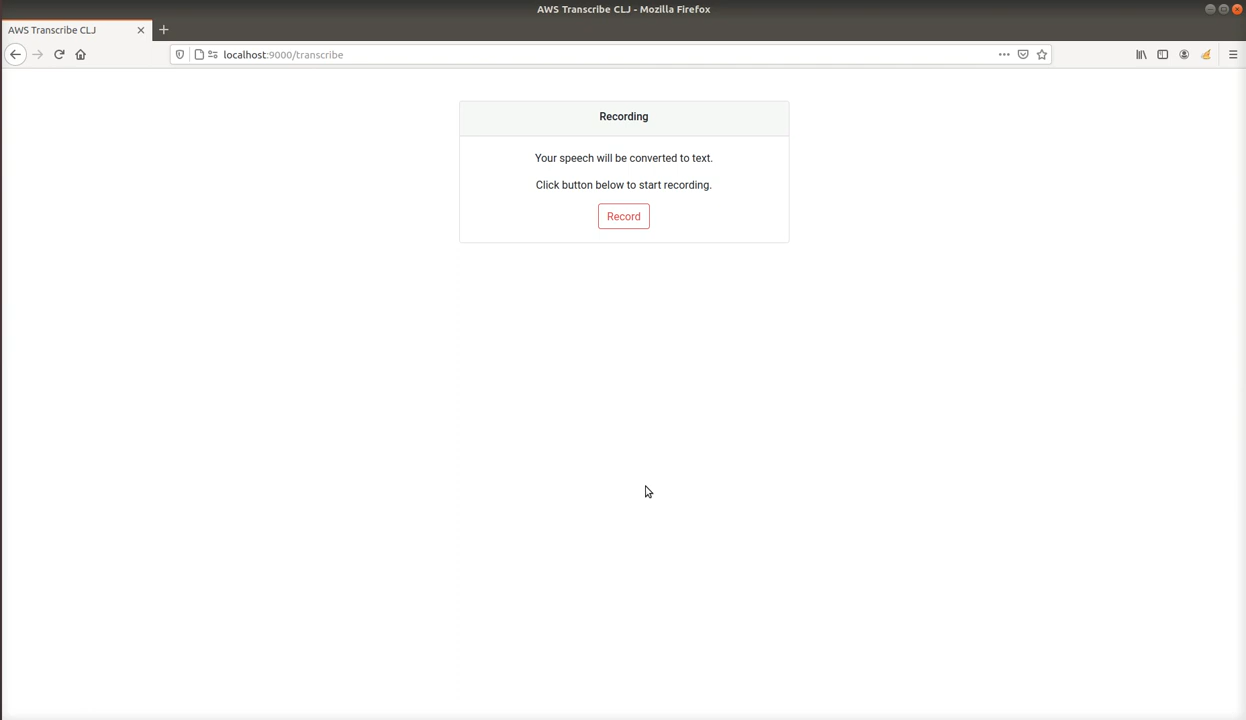 AWS Transcribe CLJ - Mozilla Firefox
AWS Transcribe CLJ
localhost:9000/transcribe
Recording
Your speech will be converted to text.
Click button below to start recording.
Record